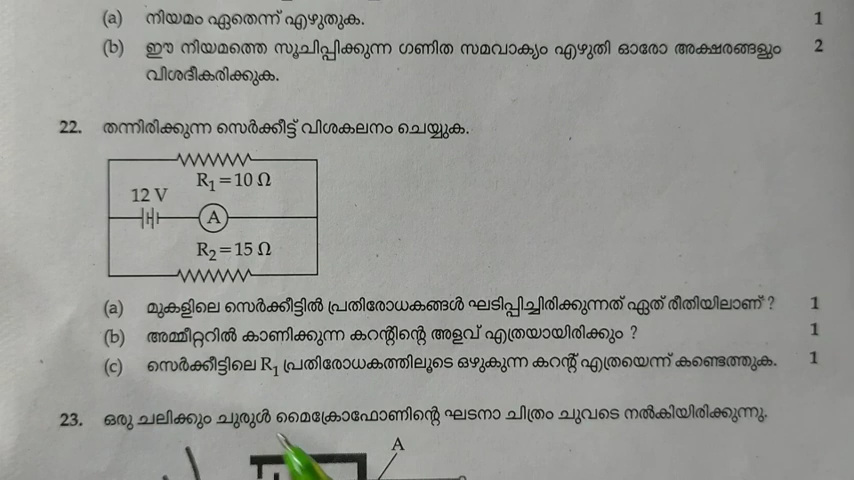 (a) നിയമം ഏതെന്ന് എഴുതുക. 1
(b) ഈ നിയമത്തെ സൂചിപ്പിക്കുന്ന ഗണിത സമവാക്യം എഴുതി ഓരോ അക്ഷരങ്ങളും 2
വിശദീകരിക്കുക.
22. തന്നിരിക്കുന്ന സെർക്കീട്ട് വിശകലനം ചെയ്യുക.
R₁ = 10 Ω
12 V
A
R₂ = 15 Ω
(a) മുകളിലെ സെർക്കീട്ടിൽ പ്രതിരോധകങ്ങൾ ഘടിപ്പിച്ചിരിക്കുന്നത് ഏത് രീതിയിലാണ് ? 1
(b) അമ്മീറ്ററിൽ കാണിക്കുന്ന കറന്റിന്റെ അളവ് എത്രയായിരിക്കും ? 1
(c) സെർക്കീട്ടിലെ R₁ പ്രതിരോധകത്തിലൂടെ ഒഴുകുന്ന കറന്റ് എത്രയെന്ന് കണ്ടെത്തുക. 1
23. ഒരു ചലിക്കും ചുരുൾ മൈക്രോഫോണിന്റെ ഘടനാ ചിത്രം ചുവടെ നൽകിയിരിക്കുന്നു.
A